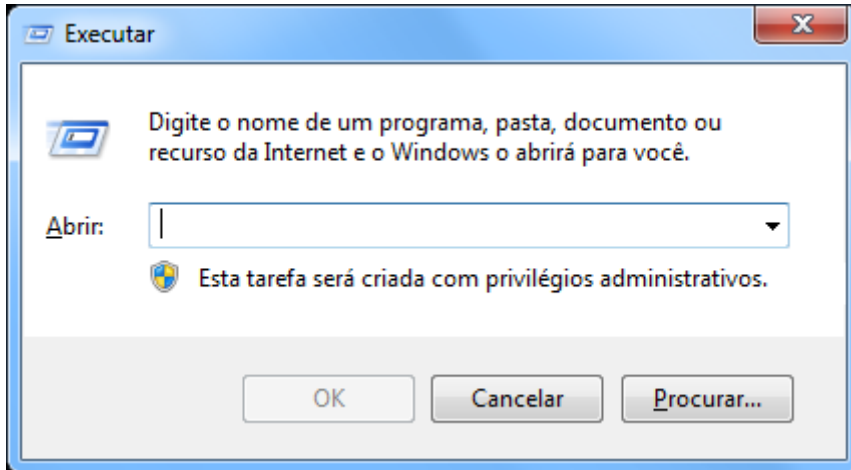 Executar
Digite o nome de um programa, pasta, documento ou
recurso da Internet e o Windows o abrirá para você.
Abrir:
Esta tarefa será criada com privilégios administrativos.
OK
Cancelar
Procurar...